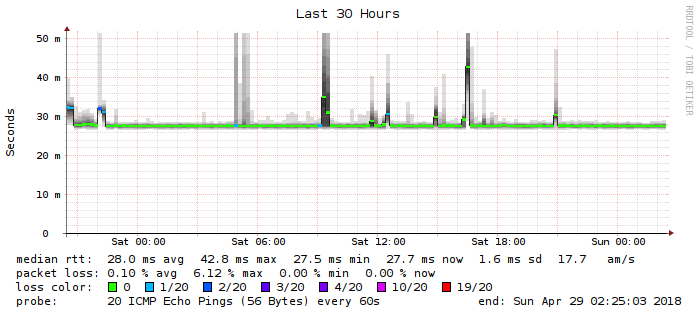 Last 30 Hours
RRDTOOL / TOBI OETIKER
Seconds
50 m
40 m
30 m
20 m
10 m
0
Sat 00:00 Sat 06:00 Sat 12:00 Sat 18:00 Sun 00:00
median rtt: 28.0 ms avg 42.8 ms max 27.5 ms min 27.7 ms now 1.6 ms sd 17.7 am/s
packet loss: 0.10 % avg 6.12 % max 0.00 % min 0.00 % now
loss color: 0 1/20 2/20 3/20 4/20 10/20 19/20
probe: 20 ICMP Echo Pings (56 Bytes) every 60s end: Sun Apr 29 02:25:03 2018